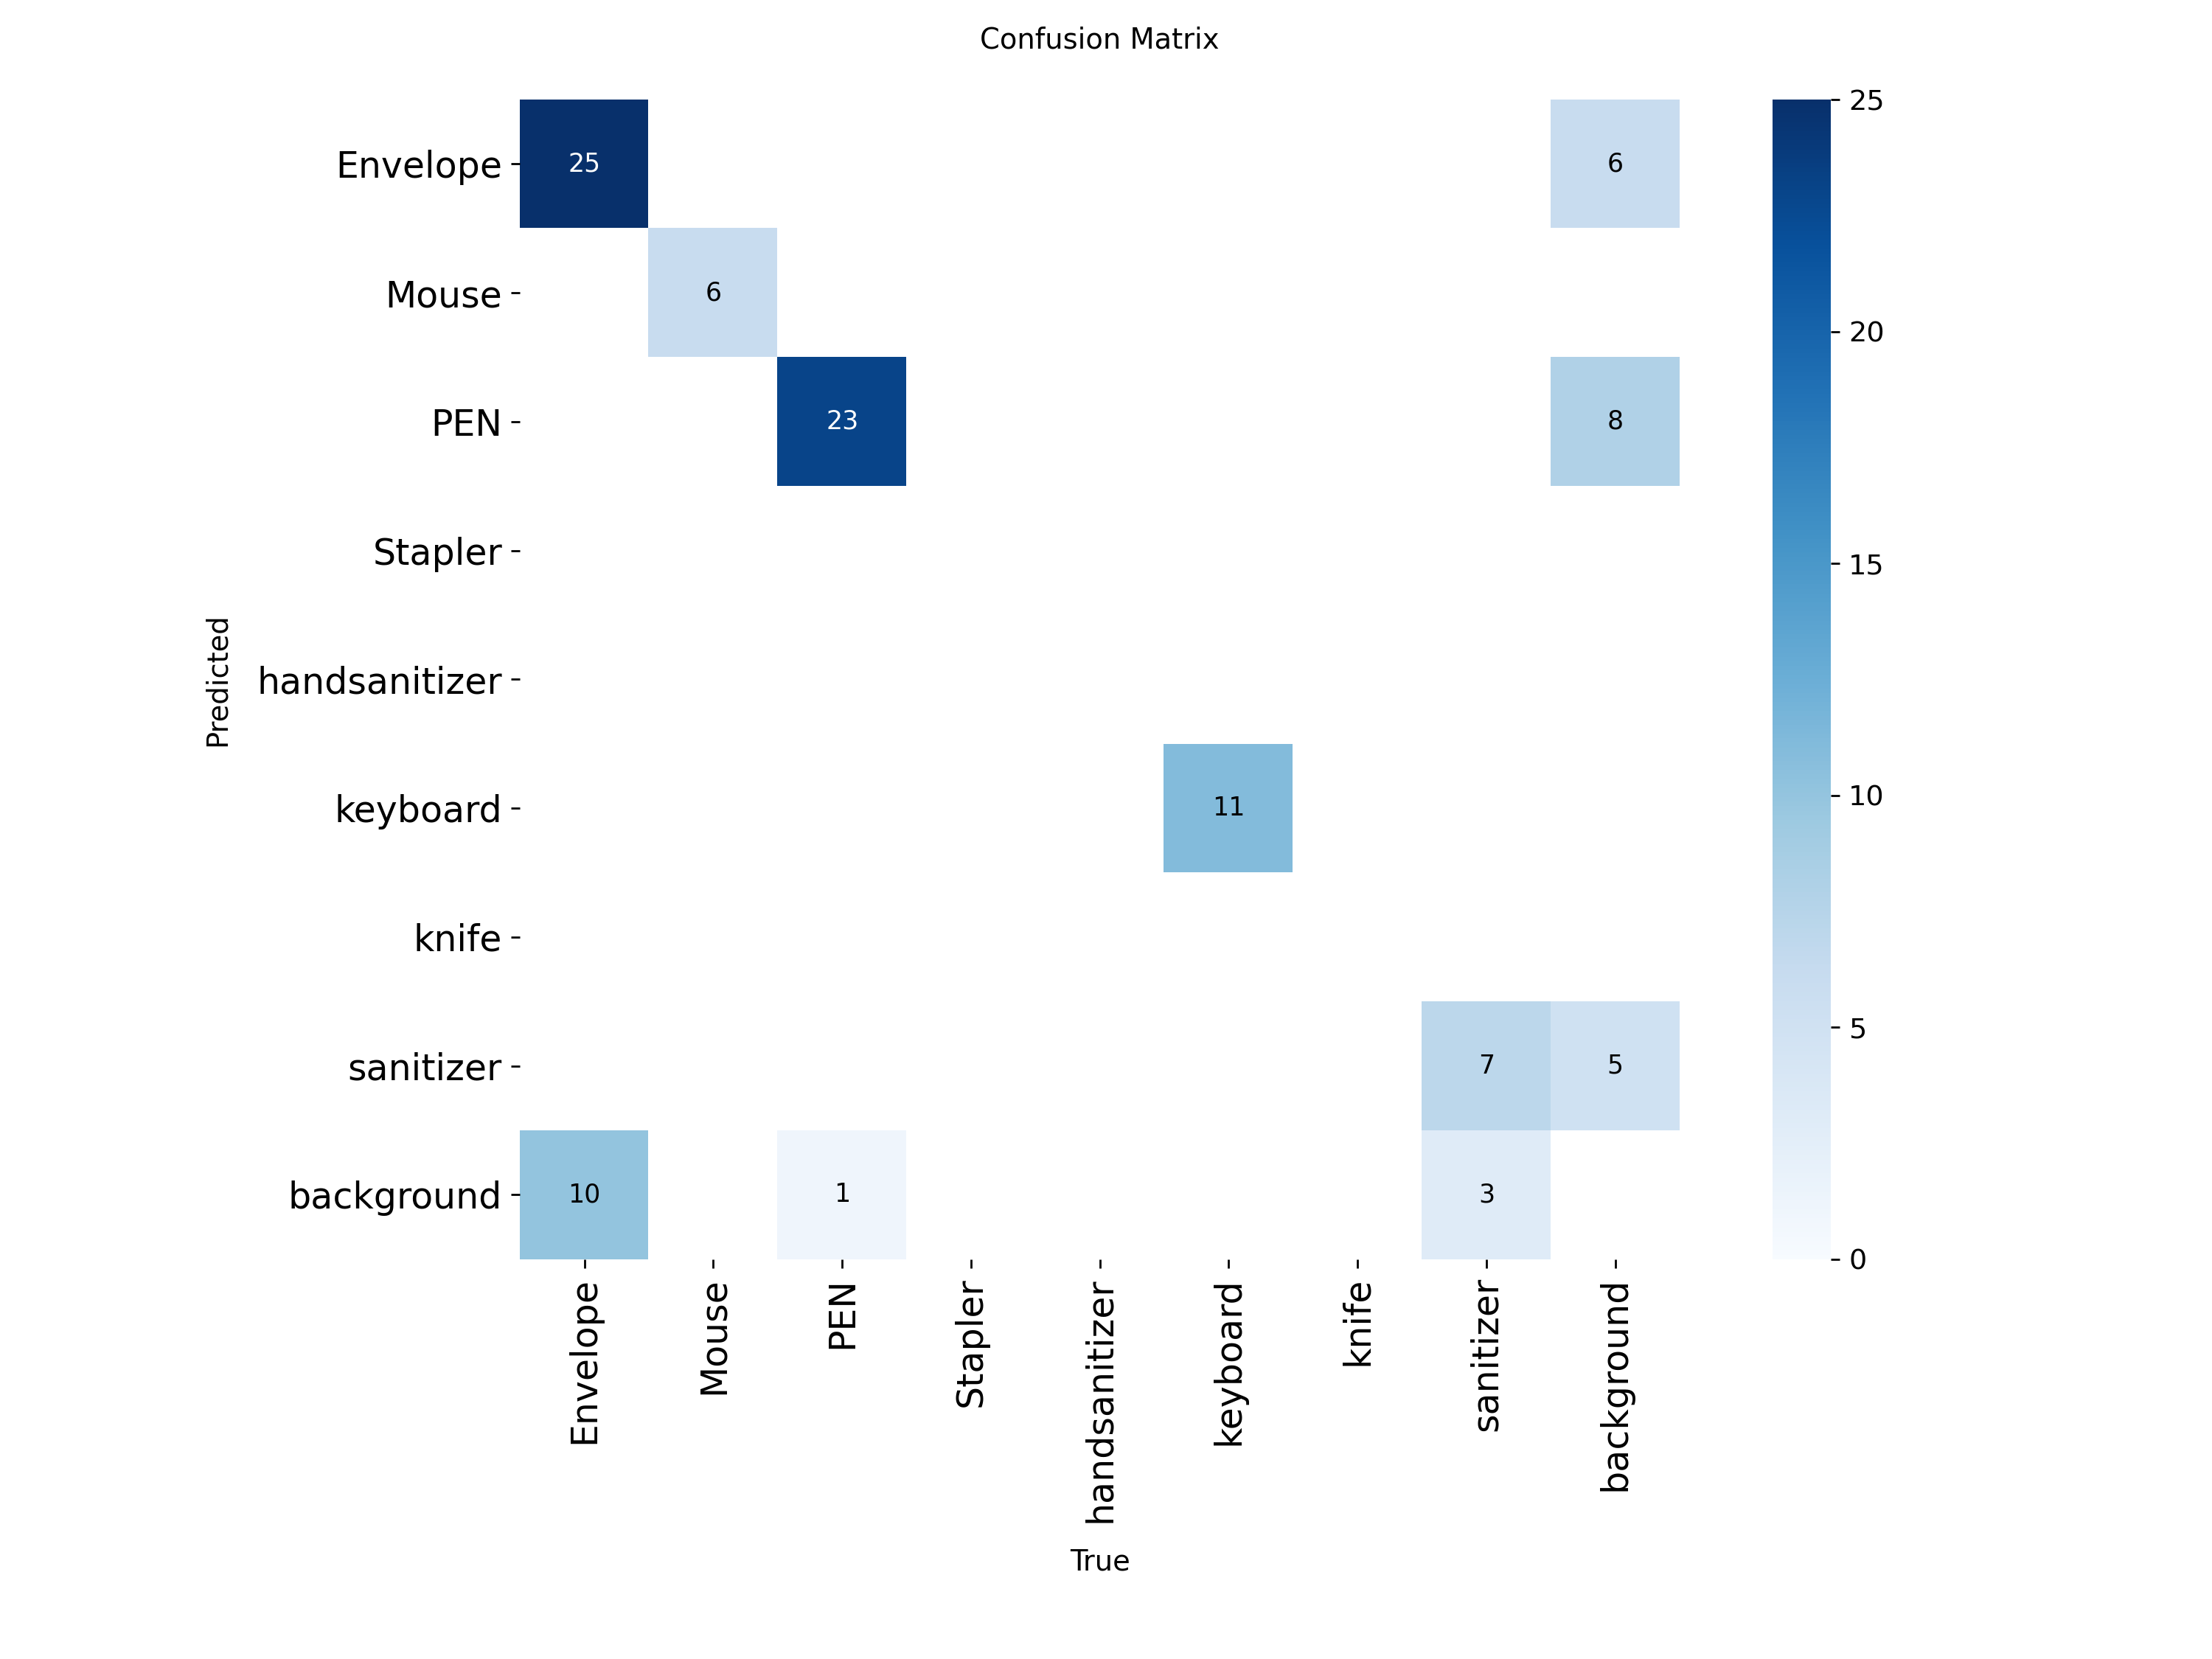 Confusion Matrix
Envelope 25 6
Mouse 6
PEN 23 8
Stapler
handsanitizer
keyboard 11
knife
sanitizer 7 5
background 10 1 3
Predicted
Envelope Mouse PEN Stapler handsanitizer keyboard knife sanitizer background
True
25
20
15
10
5
0